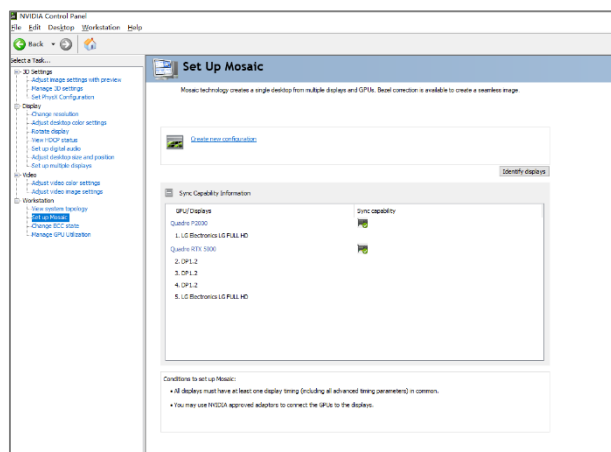 NVIDIA Control Panel
File Edit Desktop Workstation Help
Back
Select a Task...
3D Settings
Adjust image settings with preview
Manage 3D settings
Set PhysX Configuration
Display
Change resolution
Adjust desktop color settings
Rotate display
View HDCP status
Set up digital audio
Adjust desktop size and position
Set up multiple displays
Video
Adjust video color settings
Adjust video image settings
Workstation
View system topology
Set up Mosaic
Change ECC state
Manage GPU Utilization
Set Up Mosaic
Mosaic technology creates a single desktop from multiple displays and GPUs. Bezel correction is available to create a seamless image.
Create new configuration
Identify displays
Sync Capability Information
GPU/Displays Sync capability
Quadro P2000
1. LG Electronics LG FULL HD
Quadro RTX 5000
2. DP1.2
3. DP1.2
4. DP1.2
5. LG Electronics LG FULL HD
Conditions to set up Mosaic:
• All displays must have at least one display timing (including all advanced timing parameters) in common.
• You may use NVIDIA approved adaptors to connect the GPUs to the displays.